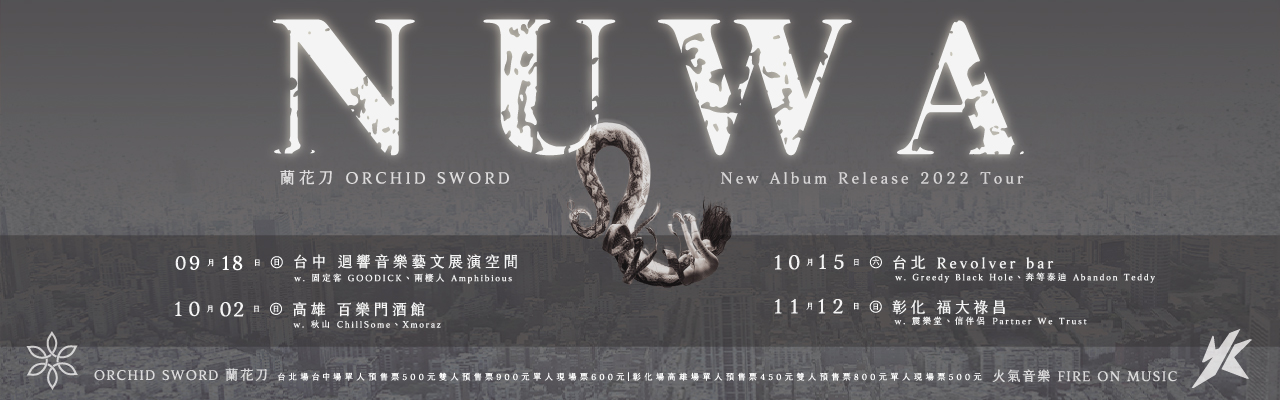 NUWA
蘭花刀 ORCHID SWORD
New Album Release 2022 Tour
09月18日 ㊐ 台中 迴響音樂藝文展演空間
w. 固定客 GOODICK、兩棲人 Amphibious
10月02日 ㊐ 高雄 百樂門酒館
w. 秋山 ChillSome、Xmoraz
10月15日 ㊅ 台北 Revolver bar
w. Greedy Black Hole、奔等泰迪 Abandon Teddy
11月12日 ㊐ 彰化 福大祿昌
w. 震樂堂、信伴侶 Partner We Trust
ORCHID SWORD 蘭花刀 台北場台中場單人預售票500元雙人預售票900元單人現場票600元|彰化場高雄場單人預售票450元雙人預售票800元單人現場票500元 火氣音樂 FIRE ON MUSIC